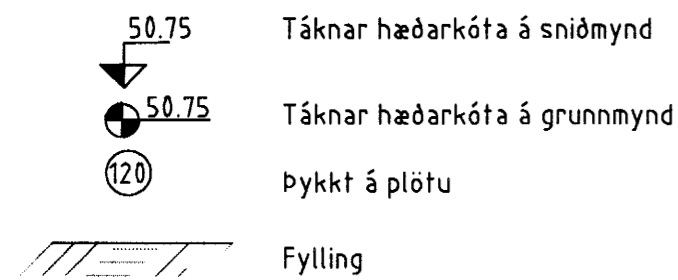 50.75 Táknar hæðarkóta á sniðmynd
50.75 Táknar hæðarkóta á grunnmynd
120 Þykkt á plötu
Fylling